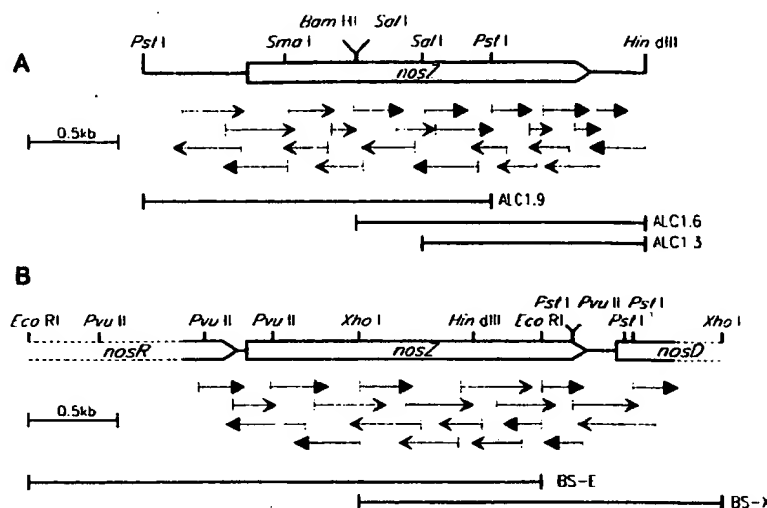 A
Pst I
Sma I
Bam HI
Sal I
Sal I
Pst I
Hin dIII
nosZ
0.5kb
ALC1.9
ALC1.6
ALC1.3
B
Eco RI
Pvu II
Pvu II
Pvu II
Xho I
Hin dIII
Eco RI
Pst I
Pvu II
Pst I
Pst I
Xho I
nosR
nosZ
nosD
0.5kb
BS-E
BS-X